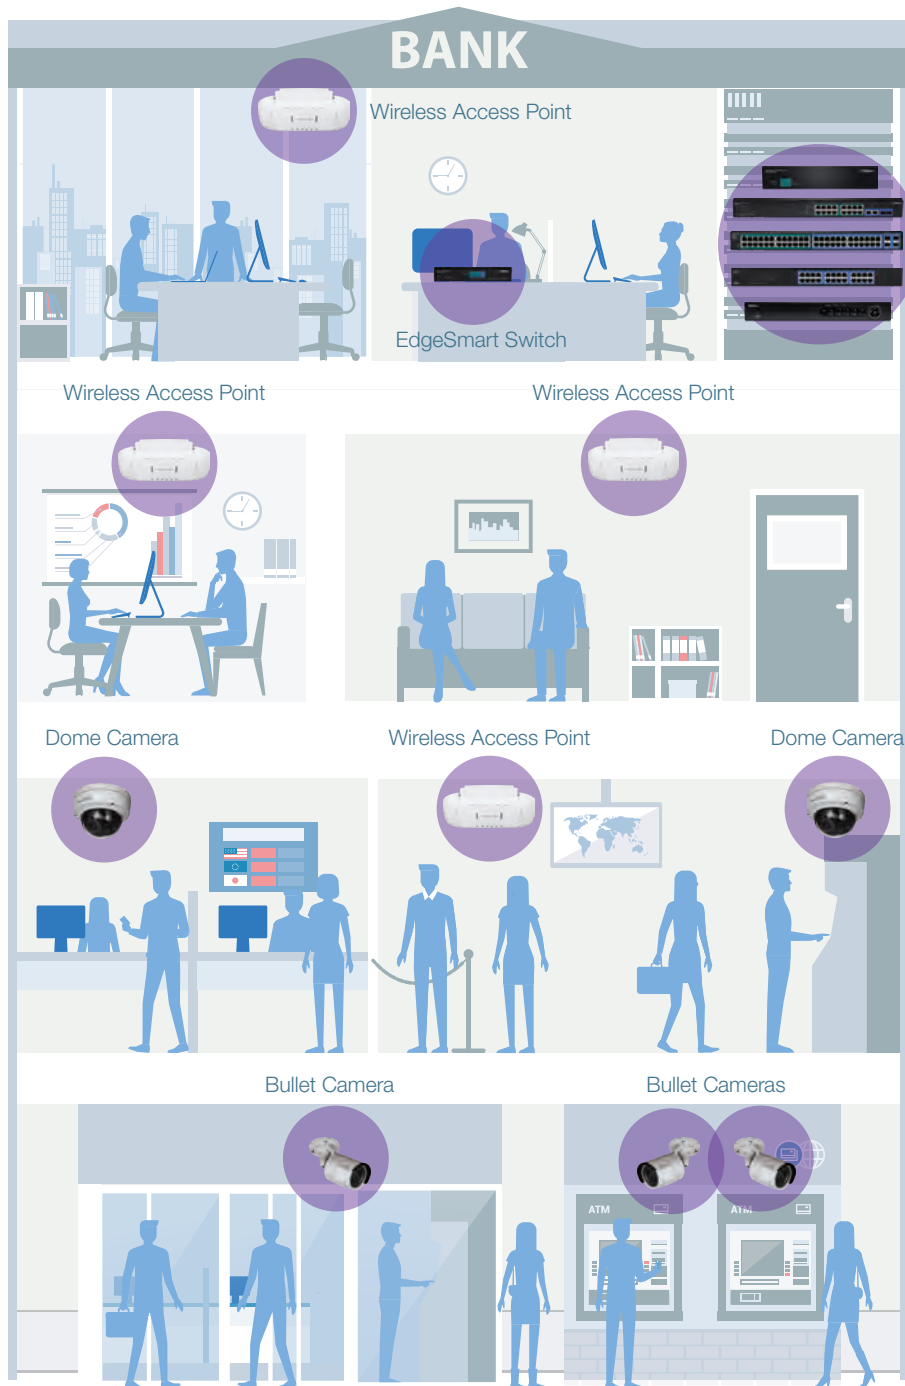 BANK
Wireless Access Point
EdgeSmart Switch
Wireless Access Point
Wireless Access Point
Dome Camera
Wireless Access Point
Dome Camera
Bullet Camera
Bullet Cameras
ATM
ATM